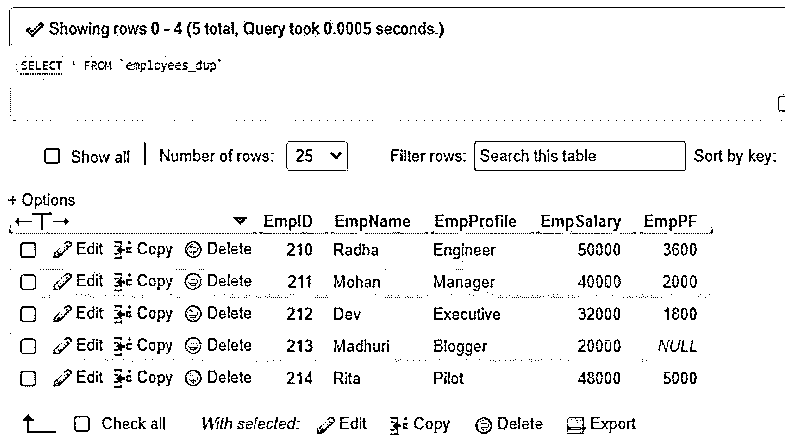 Showing rows 0 - 4 (5 total, Query took 0.0005 seconds.)
SELECT * FROM `employees_dup`
Show all | Number of rows: 25 Filter rows: Search this table Sort by key:
+ Options
←T→ EmpID EmpName EmpProfile EmpSalary EmpPF
Edit Copy Delete 210 Radha Engineer 50000 3600
Edit Copy Delete 211 Mohan Manager 40000 2000
Edit Copy Delete 212 Dev Executive 32000 1800
Edit Copy Delete 213 Madhuri Blogger 20000 NULL
Edit Copy Delete 214 Rita Pilot 48000 5000
Check all With selected: Edit Copy Delete Export